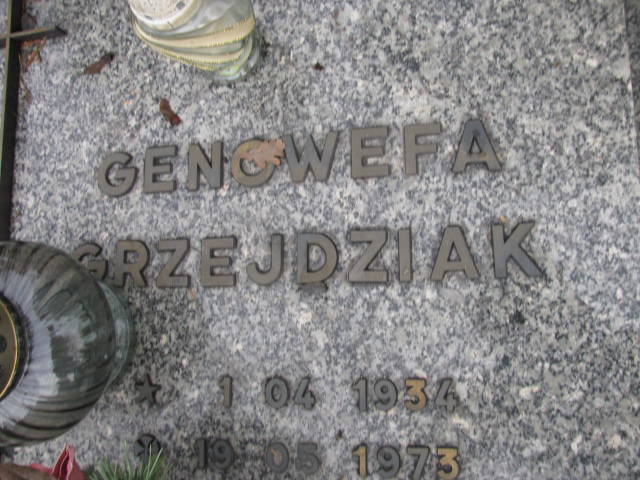 GENOWEFA
GRZEJDZIAK
1 04 1934
19 05 1973